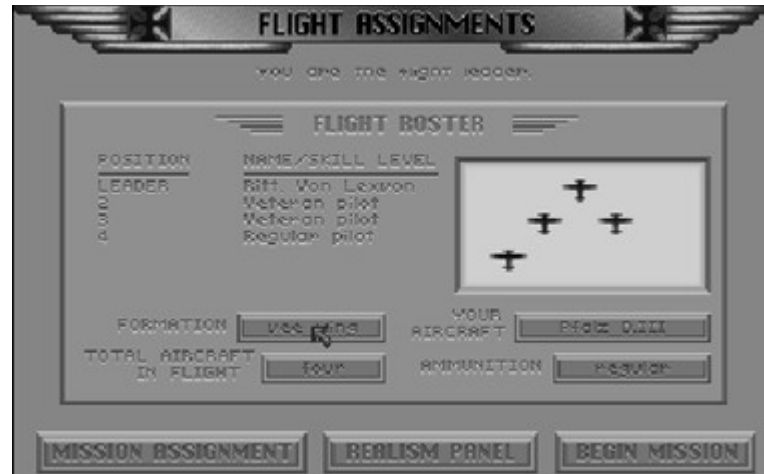 FLIGHT ASSIGNMENTS
You are the flight leader.
FLIGHT ROSTER
POSITION NAME/SKILL LEVEL
LEADER Ritt. Von Lexvon
2 Veteran pilot
3 Veteran pilot
4 Regular pilot
FORMATION vee YOUR AIRCRAFT Pfalz D.III
TOTAL AIRCRAFT IN FLIGHT four AMMUNITION regular
MISSION ASSIGNMENT REALISM PANEL BEGIN MISSION